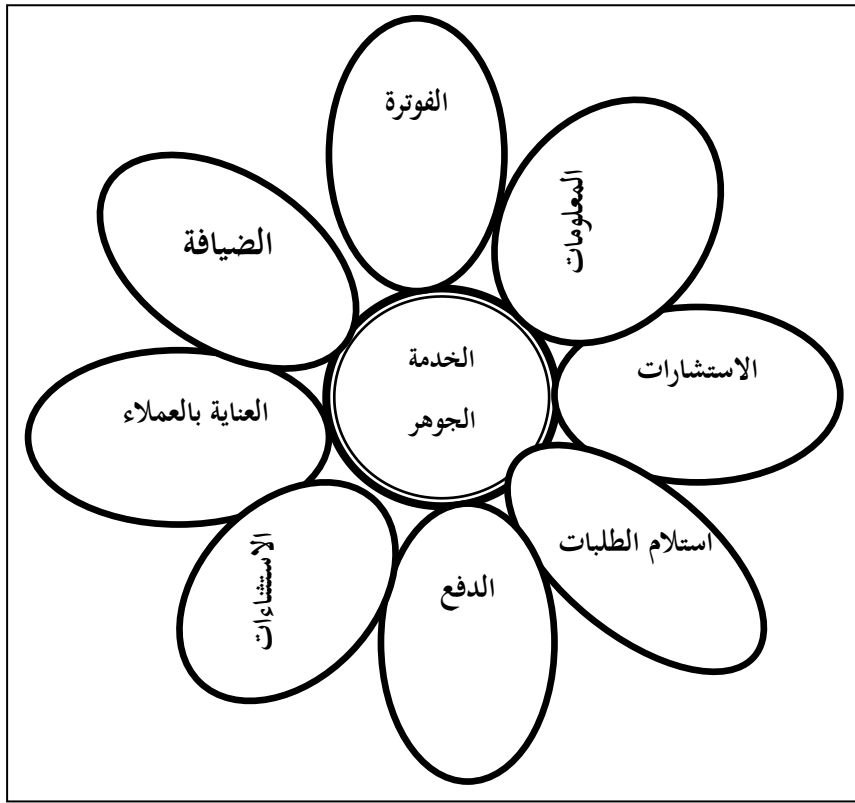 الفوترة
المعلومات
الضيافة
الخدمة
الجوهر
الاستشارات
العناية بالعملاء
استلام الطلبات
الدفع
الاستثناءات